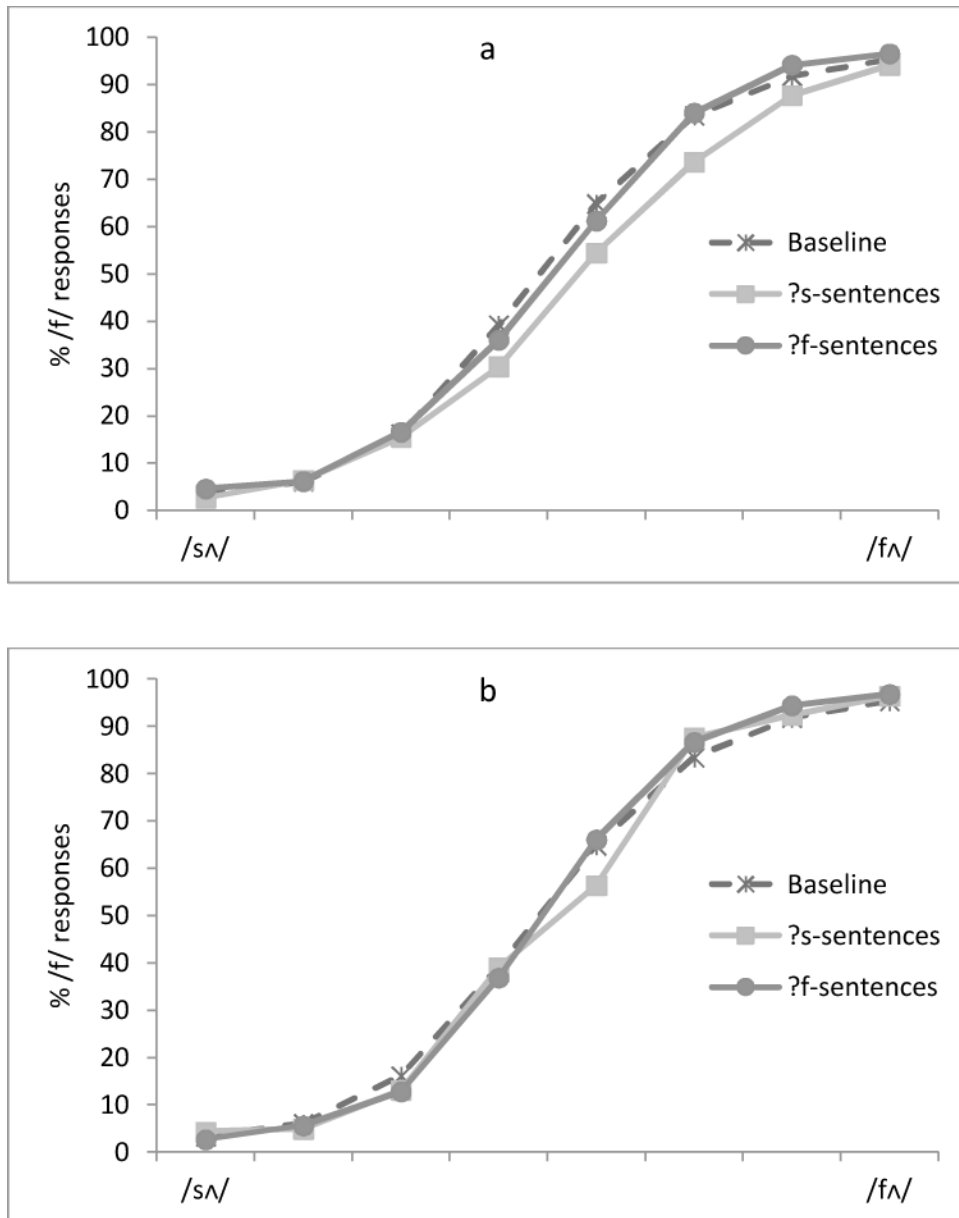 a
100
90
80
70
60
50
40
30
20
10
0
% /f/ responses
Baseline
?s-sentences
?f-sentences
/sʌ/
/fʌ/
b
100
90
80
70
60
50
40
30
20
10
0
% /f/ responses
Baseline
?s-sentences
?f-sentences
/sʌ/
/fʌ/